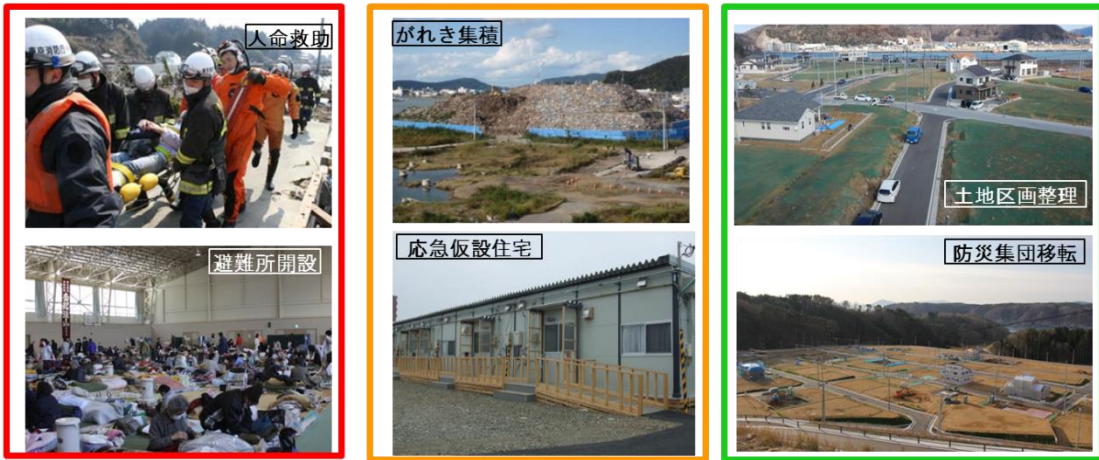 人命救助
避難所開設
がれき集積
応急仮設住宅
土地区画整理
防災集団移転